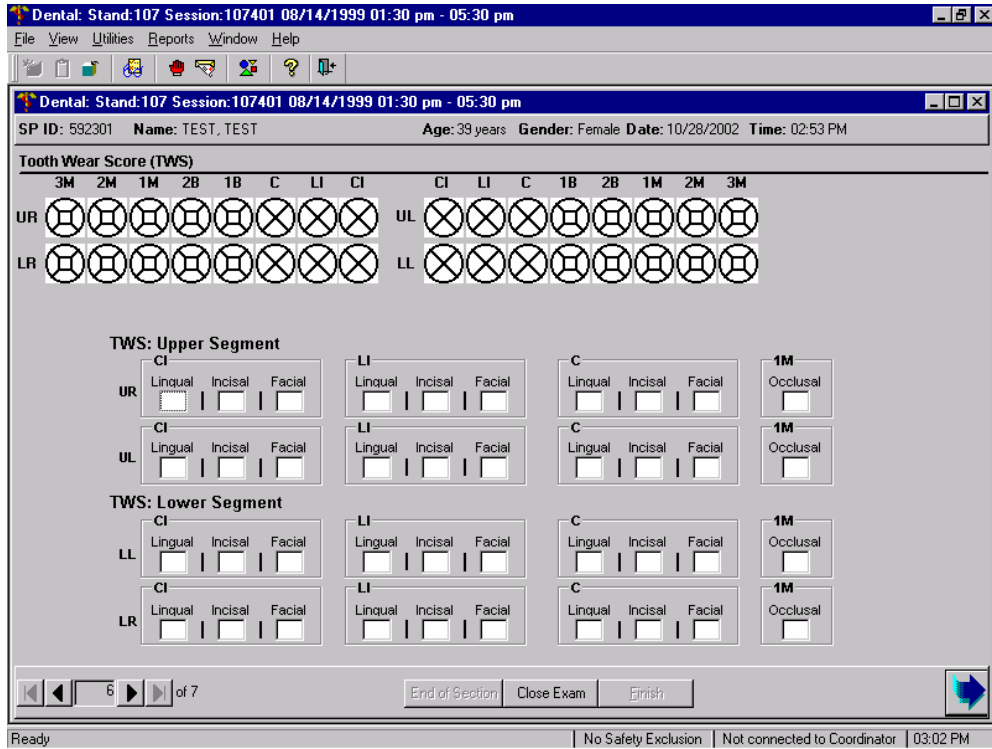 Dental: Stand:107 Session:107401 08/14/1999 01:30 pm - 05:30 pm
File View Utilities Reports Window Help
Dental: Stand:107 Session:107401 08/14/1999 01:30 pm - 05:30 pm
SP ID: 592301 Name: TEST, TEST Age: 39 years Gender: Female Date: 10/28/2002 Time: 02:53 PM
Tooth Wear Score (TWS)
3M 2M 1M 2B 1B C LI CI CI LI C 1B 2B 1M 2M 3M
UR UL
LR LL
TWS: Upper Segment
CI LI C 1M
Lingual Incisal Facial Lingual Incisal Facial Lingual Incisal Facial Occlusal
UR
CI LI C 1M
Lingual Incisal Facial Lingual Incisal Facial Lingual Incisal Facial Occlusal
UL
TWS: Lower Segment
CI LI C 1M
Lingual Incisal Facial Lingual Incisal Facial Lingual Incisal Facial Occlusal
LL
CI LI C 1M
Lingual Incisal Facial Lingual Incisal Facial Lingual Incisal Facial Occlusal
LR
6 of 7 End of Section Close Exam Finish
Ready No Safety Exclusion Not connected to Coordinator 03:02 PM